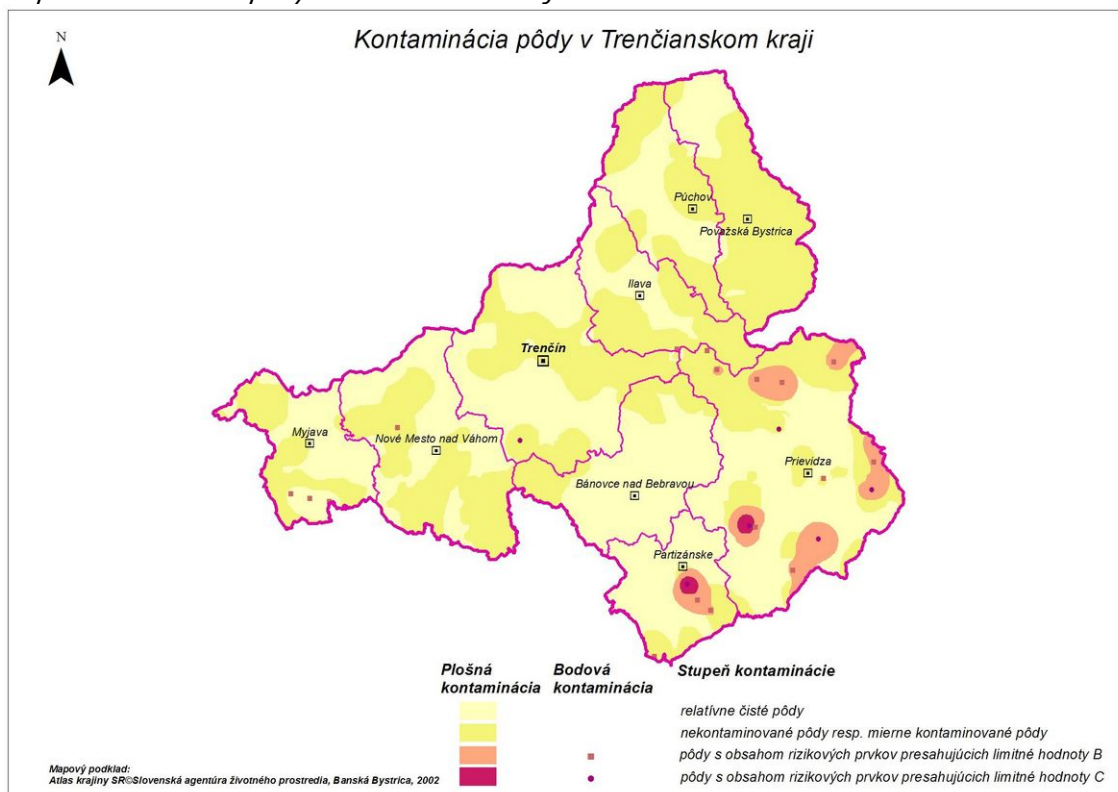 N
Kontaminácia pôdy v Trenčianskom kraji
Púchov
Považská Bystrica
Ilava
Trenčín
Myjava
Nové Mesto nad Váhom
Prievidza
Bánovce nad Bebravou
Partizánske
Plošná
kontaminácia
Bodová
kontaminácia
Stupeň kontaminácie
relatívne čisté pôdy
nekontaminované pôdy resp. mierne kontaminované pôdy
pôdy s obsahom rizikových prvkov presahujúcich limitné hodnoty B
pôdy s obsahom rizikových prvkov presahujúcich limitné hodnoty C
Mapový podklad:
Atlas krajiny SR©Slovenská agentúra životného prostredia, Banská Bystrica, 2002